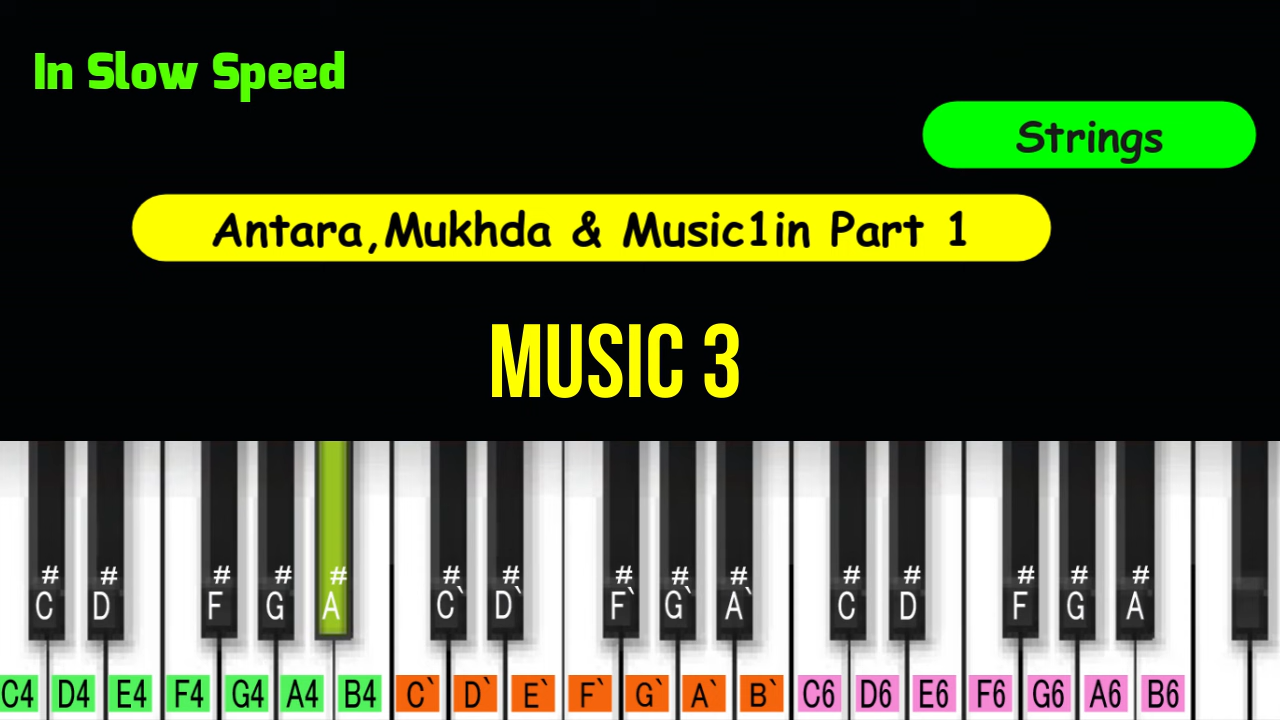 In Slow Speed
Strings
Antara,Mukhda & Music1in Part 1
MUSIC 3
# # # # # # # # # # # # # # #
C D F G A C` D` F` G` A` C D F G A
C4 D4 E4 F4 G4 A4 B4 C` D` E` F` G` A` B` C6 D6 E6 F6 G6 A6 B6